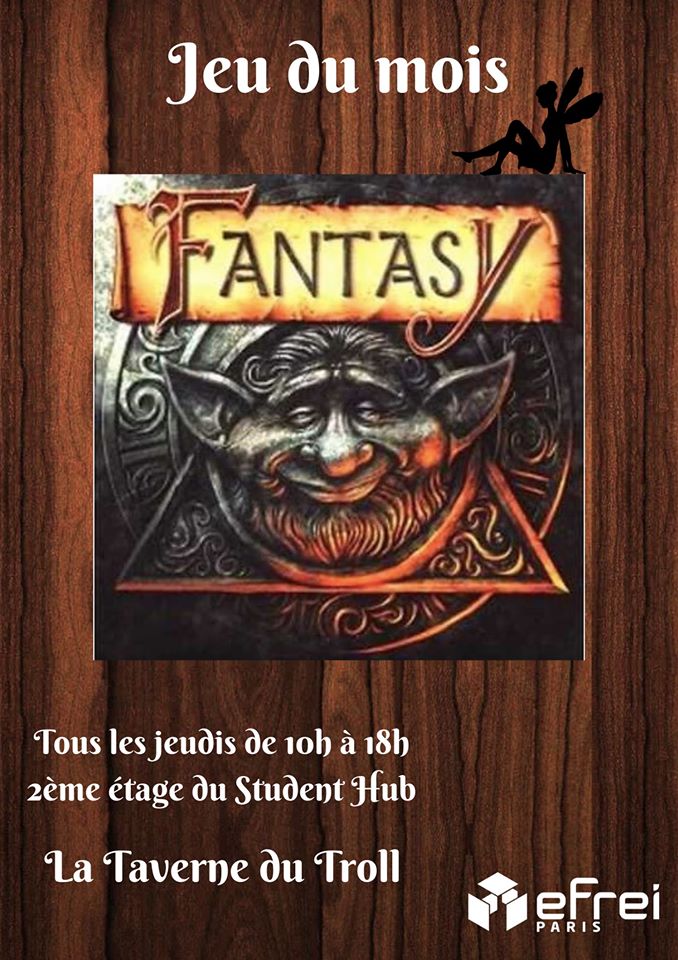 Jeu du mois
FANTASY
Tous les jeudis de 10h à 18h
2ème étage du Student Hub
La Taverne du Troll
efrei
PARIS